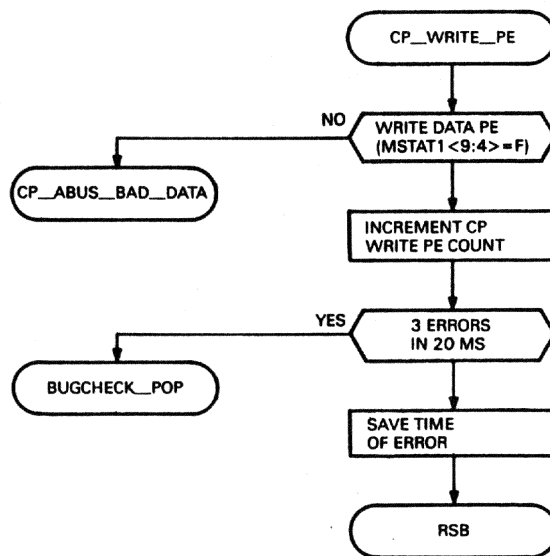 CP__WRITE__PE
NO
WRITE DATA PE
(MSTAT1<9:4>=F)
CP__ABUS__BAD__DATA
INCREMENT CP
WRITE PE COUNT
YES
3 ERRORS
IN 20 MS
BUGCHECK__POP
SAVE TIME
OF ERROR
RSB